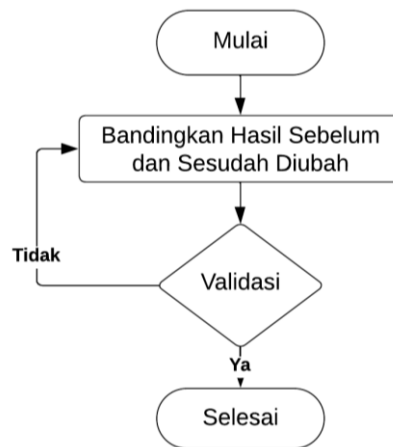 Mulai
Bandingkan Hasil Sebelum
dan Sesudah Diubah
Tidak
Validasi
Ya
Selesai